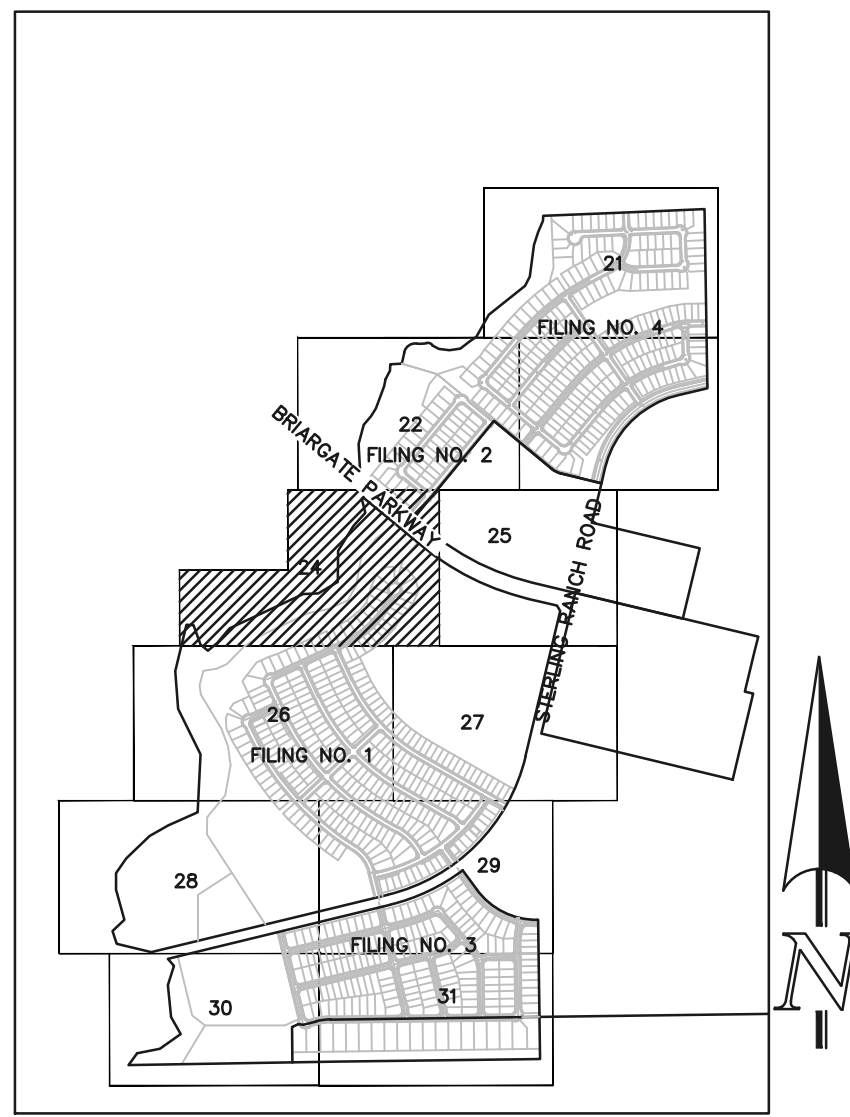 21
FILING NO. 4
22
FILING NO. 2
BRIARGATE PARKWAY
25
24
STERLING RANCH ROAD
26
27
FILING NO. 1
29
28
FILING NO. 3
31
30
N